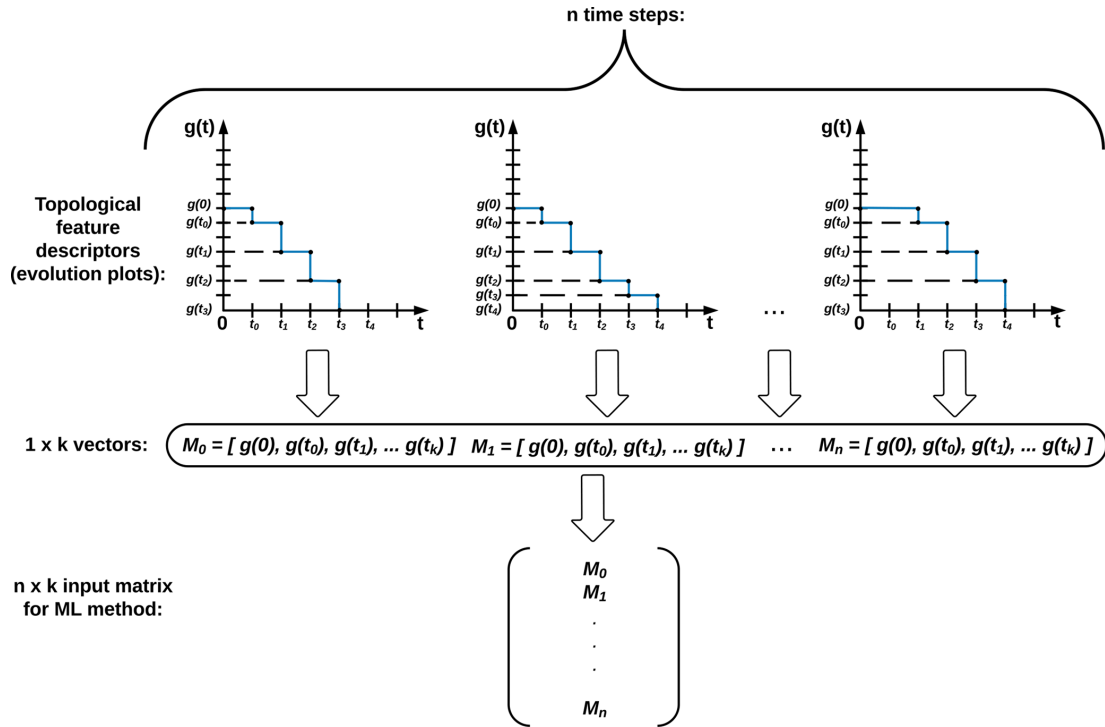 n time steps:
Topological
feature
descriptors
(evolution plots):
g(t)
g(0)
g(t0)
g(t1)
g(t2)
g(t3)
0 t0 t1 t2 t3 t4 t
g(t)
g(0)
g(t0)
g(t1)
g(t2)
g(t3)
g(t4)
0 t0 t1 t2 t3 t4 t
...
g(t)
g(0)
g(t0)
g(t1)
g(t2)
g(t3)
0 t0 t1 t2 t3 t4 t
1 x k vectors: M0 = [ g(0), g(t0), g(t1), ... g(tk) ] M1 = [ g(0), g(t0), g(t1), ... g(tk) ] ... Mn = [ g(0), g(t0), g(t1), ... g(tk) ]
n x k input matrix
for ML method:
M0
M1
.
.
.
Mn